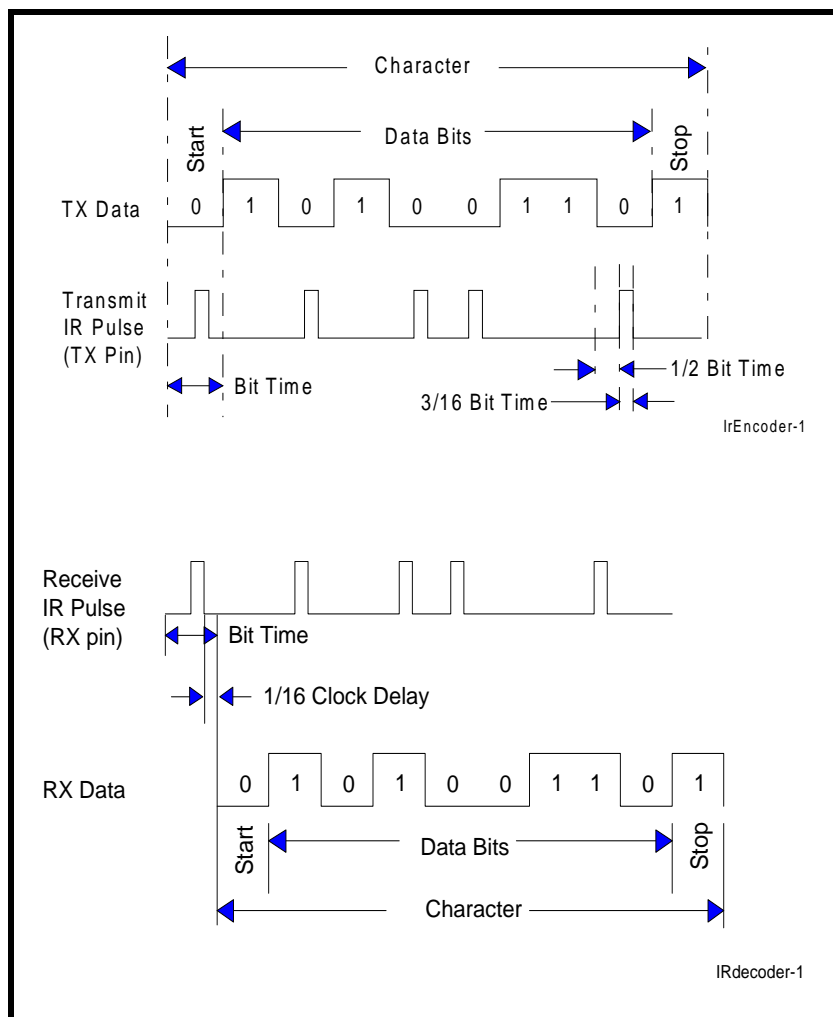 Character
Start
Data Bits
Stop
TX Data
0 1 0 1 0 0 1 1 0 1
Transmit
IR Pulse
(TX Pin)
Bit Time
1/2 Bit Time
3/16 Bit Time
IrEncoder-1
Receive
IR Pulse
(RX pin)
Bit Time
1/16 Clock Delay
RX Data
0 1 0 1 0 0 1 1 0 1
Start
Data Bits
Stop
Character
IRdecoder-1